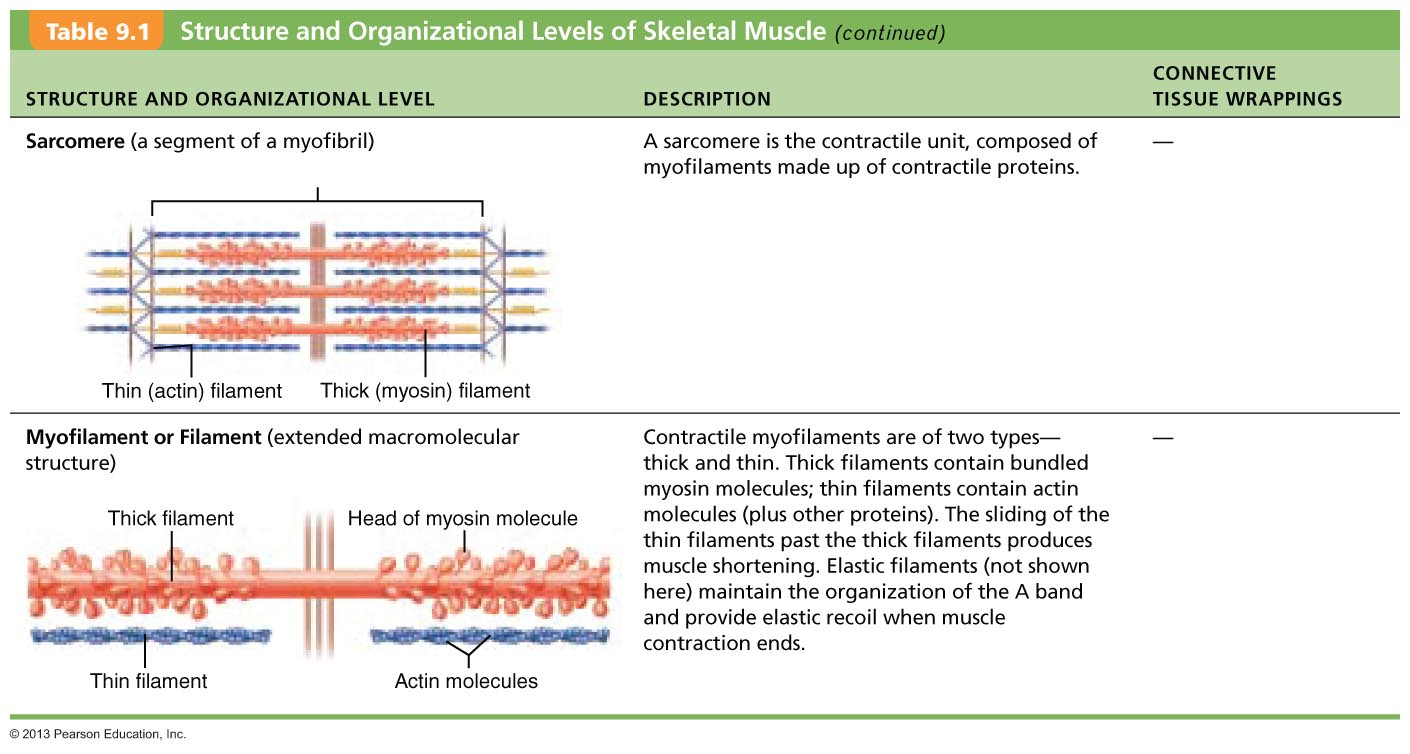 Table 9.1 Structure and Organizational Levels of Skeletal Muscle (continued)
STRUCTURE AND ORGANIZATIONAL LEVEL
DESCRIPTION
CONNECTIVE
TISSUE WRAPPINGS
Sarcomere (a segment of a myofibril)
Thin (actin) filament
Thick (myosin) filament
A sarcomere is the contractile unit, composed of
myofilaments made up of contractile proteins.
—
Myofilament or Filament (extended macromolecular
structure)
Thick filament
Head of myosin molecule
Thin filament
Actin molecules
Contractile myofilaments are of two types—
thick and thin. Thick filaments contain bundled
myosin molecules; thin filaments contain actin
molecules (plus other proteins). The sliding of the
thin filaments past the thick filaments produces
muscle shortening. Elastic filaments (not shown
here) maintain the organization of the A band
and provide elastic recoil when muscle
contraction ends.
—
© 2013 Pearson Education, Inc.